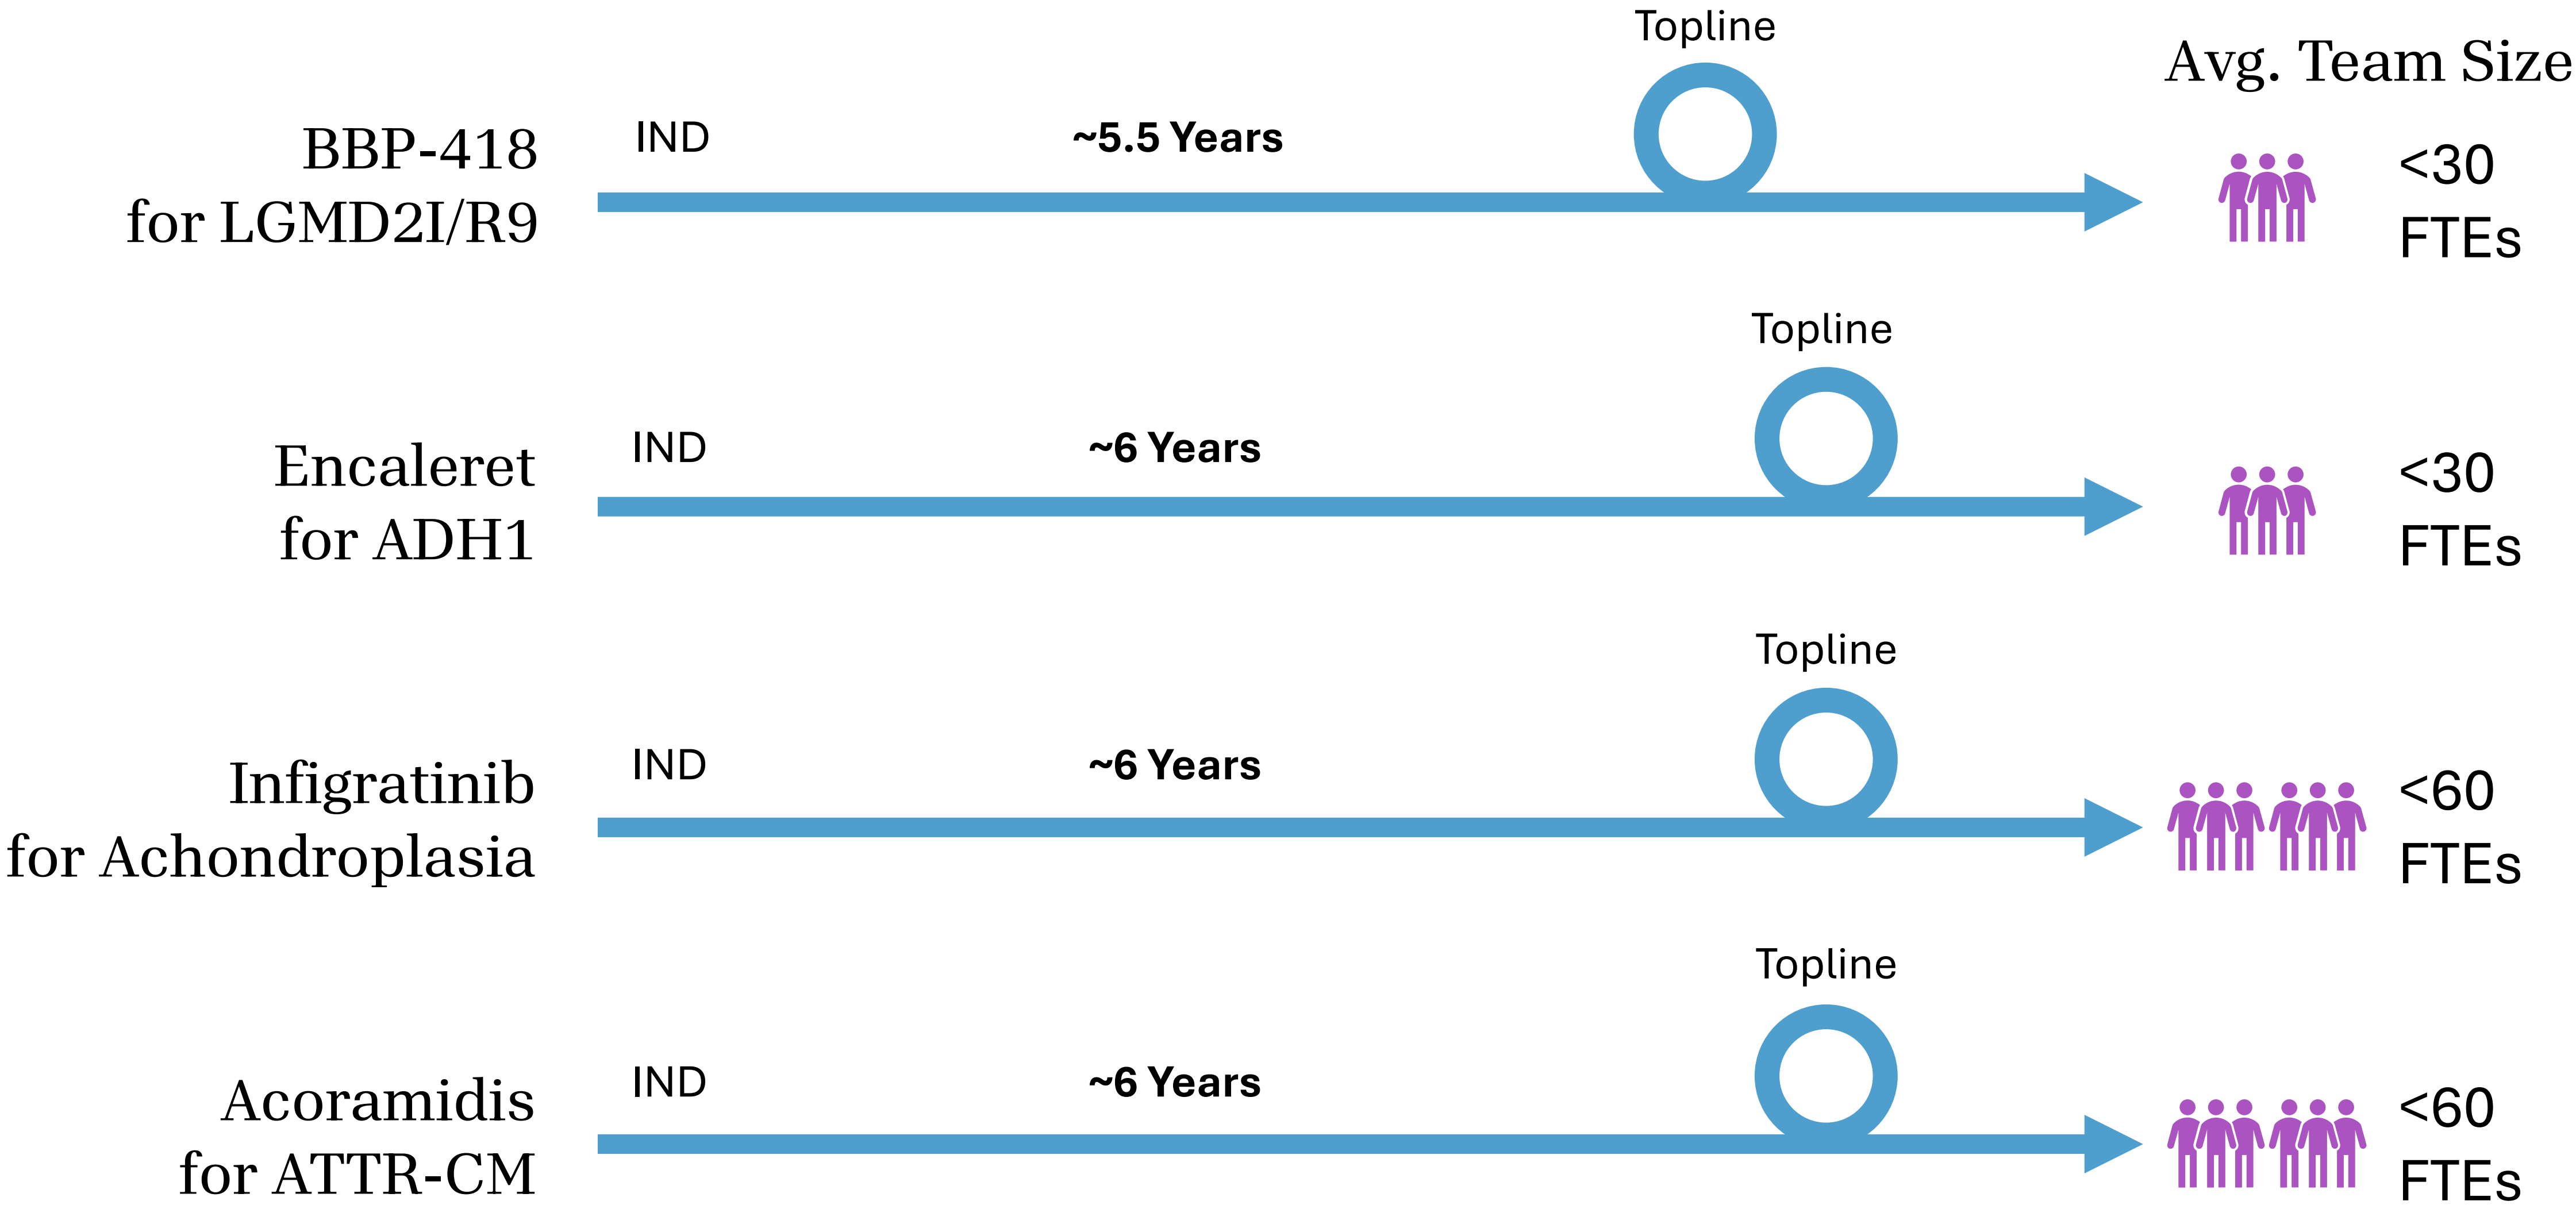 Avg. Team Size
BBP-418
for LGMD2I/R9
IND
~5.5 Years
Topline
<30
FTEs
Encaleret
for ADH1
IND
~6 Years
Topline
<30
FTEs
Infigratinib
for Achondroplasia
IND
~6 Years
Topline
<60
FTEs
Acoramidis
for ATTR-CM
IND
~6 Years
Topline
<60
FTEs